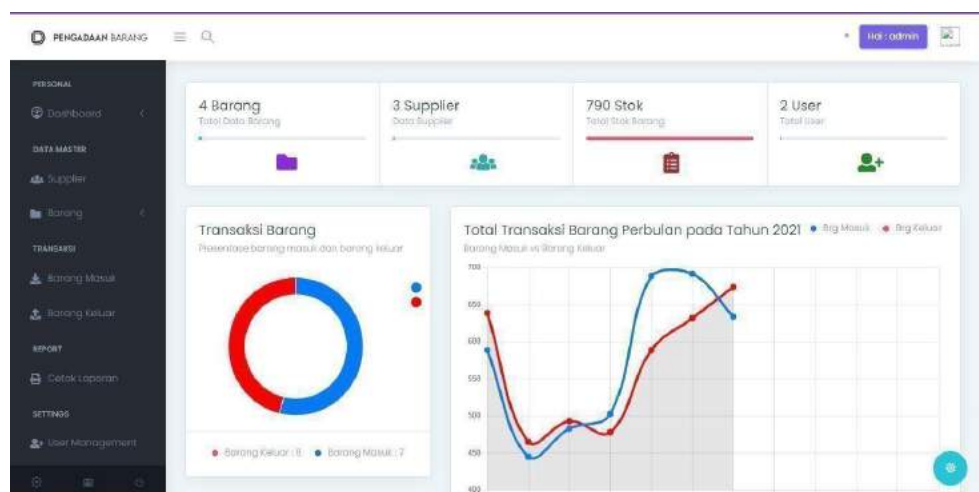 PENGADAAN BARANG
Hai : admin
PERSONAL
Dashboard
DATA MASTER
Supplier
Barang
TRANSAKSI
Barang Masuk
Barang Keluar
REPORT
Cetak Laporan
SETTINGS
User Management
4 Barang
Total Data Barang
3 Supplier
Data Supplier
790 Stok
Total Stok Barang
2 User
Total User
Transaksi Barang
Presentase barang masuk dan barang keluar
Barang Keluar :
Barang Masuk : 7
Total Transaksi Barang Perbulan pada Tahun 2021
Brg Masuk
Brg Keluar
Barang Masuk vs Barang Keluar
700
650
600
550
500
450
400